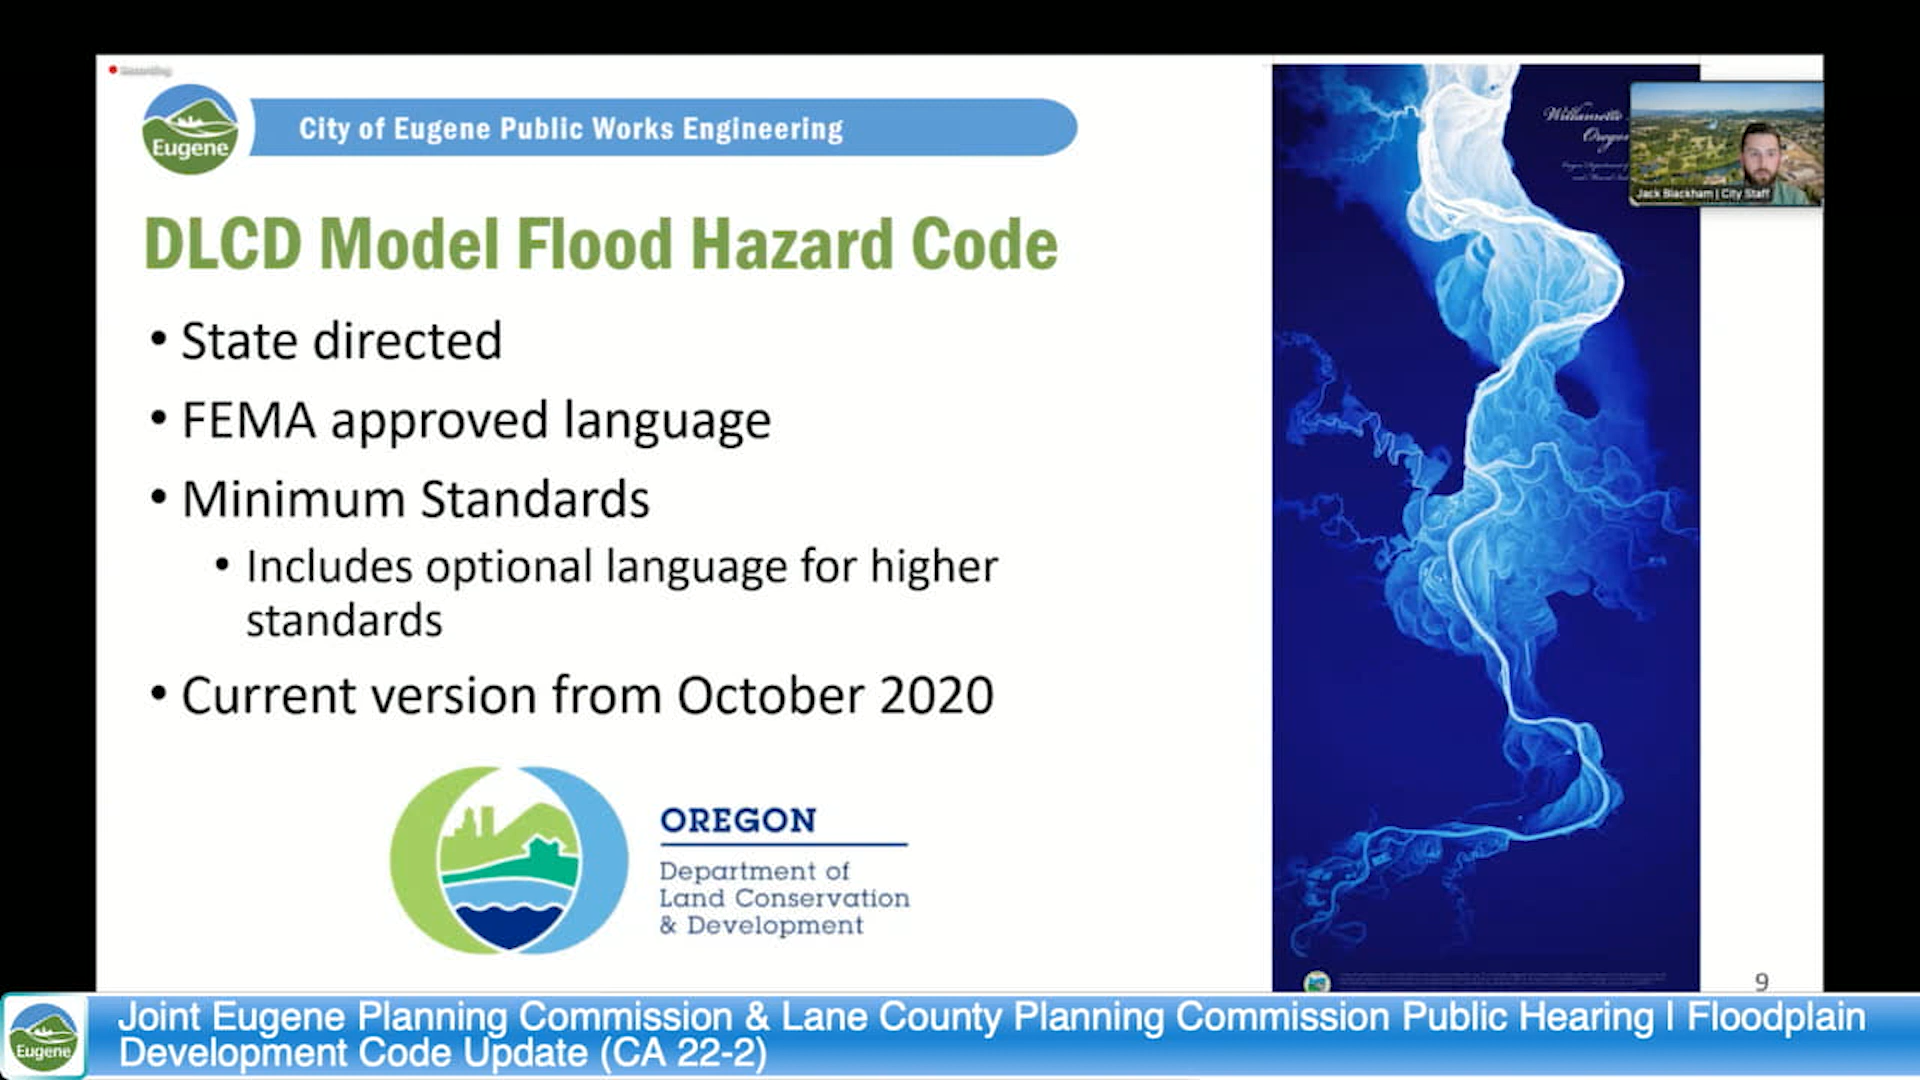 Recording
City of Eugene Public Works Engineering
Eugene
DLCD Model Flood Hazard Code
• State directed
• FEMA approved language
• Minimum Standards
• Includes optional language for higher
standards
• Current version from October 2020
OREGON
Department of
Land Conservation
& Development
Willamette
Jack Blackham | City Staff
9
Eugene
Joint Eugene Planning Commission & Lane County Planning Commission Public Hearing | Floodplain
Development Code Update (CA 22-2)